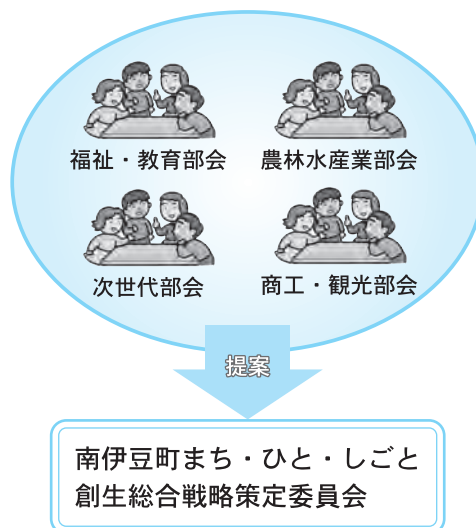 福祉・教育部会
農林水産業部会
次世代部会
商工・観光部会
提案
南伊豆町まち・ひと・しごと
創生総合戦略策定委員会